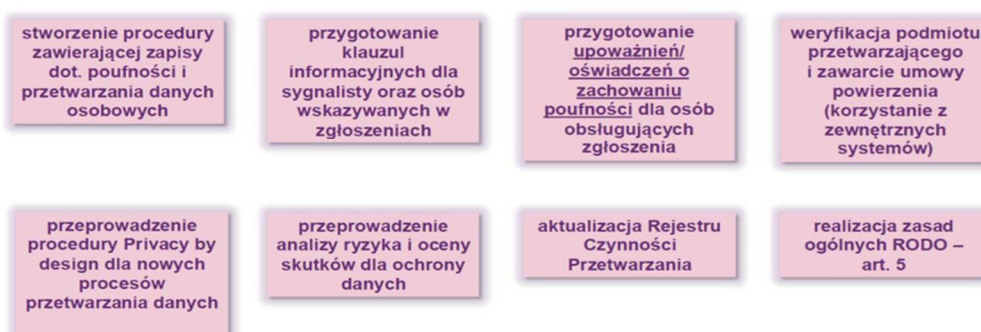 stworzenie procedury
zawierającej zapisy
dot. poufności i
przetwarzania danych
osobowych
przygotowanie
klauzul
informacyjnych dla
sygnalisty oraz osób
wskazywanych w
zgłoszeniach
przygotowanie
upoważnień/
oświadczeń o
zachowaniu
poufności dla osób
obsługujących
zgłoszenia
weryfikacja podmiotu
przetwarzającego
i zawarcie umowy
powierzenia
(korzystanie z
zewnętrznych
systemów)
przeprowadzenie
procedury Privacy by
design dla nowych
procesów
przetwarzania danych
przeprowadzenie
analizy ryzyka i oceny
skutków dla ochrony
danych
aktualizacja Rejestru
Czynności
Przetwarzania
realizacja zasad
ogólnych RODO –
art. 5